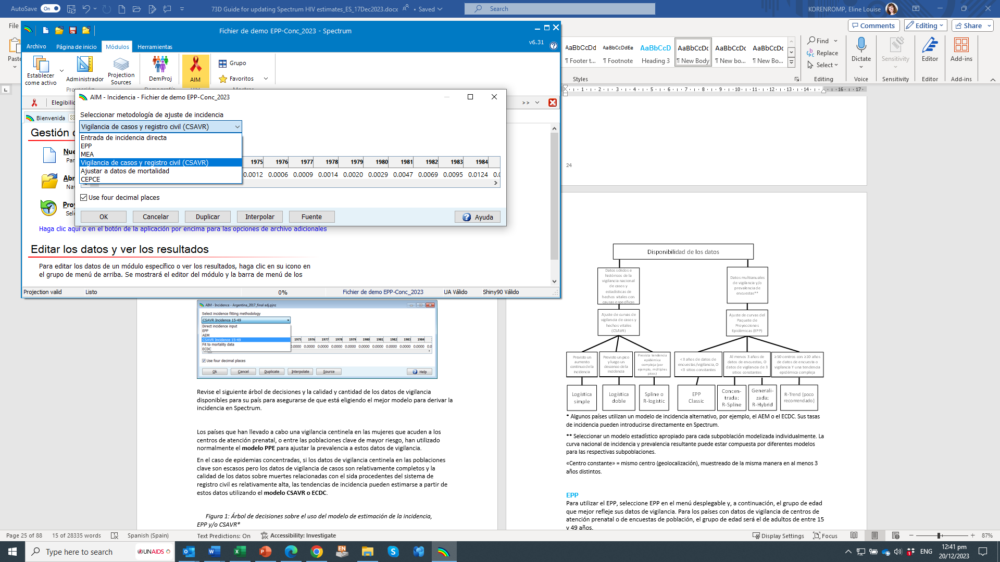 AutoSave On
73D Guide for updating Spectrum HIV estimates_ES_17Dec2023.docx • Saved
Search
KORENROMP, Eline Louise
File
Comments
Editing
Share
Paste
Fichier de demo EPP-Conc_2023 - Spectrum
v6.31
Archivo
Página de inicio
Módulos
Herramientas
Establecer como activo
Administrador
Projection Sources
DemProj
AIM
Grupo
Favoritos
AaBbCcDd
AaBbCcDdEe
AaBbCcD
AaBbCcDc
AaBbCcDc
AaBbCcDc
¶ Footer t...
¶ Footnote
Heading 3
¶ New Body
¶ New bo...
¶ New Bo...
Styles
Find
Replace
Select
Editing
Dictate
Voice
Sensitivity
Sensitivity
Editor
Editor
Add-ins
Add-ins
1 2 3 4 5 6 7 8 9 10 11 12 13 14 16 17
Elegibilic
>>
Bienvenida
Gestión
Nue
Par
Abr
Nav
Proy
Sele
AIM - Incidencia - Fichier de demo EPP-Conc_2023
Seleccionar metodología de ajuste de incidencia
Vigilancia de casos y registro civil (CSAVR)
Entrada de incidencia directa
EPP
MEA
Vigilancia de casos y registro civil (CSAVR)
Ajustar a datos de mortalidad
CEPCE
1975 1976 1977 1978 1979 1980 1981 1982 1983 1984
0.0012 0.0006 0.0009 0.0014 0.0020 0.0029 0.0047 0.0069 0.0095 0.0124 0.0
Use four decimal places
OK
Cancelar
Duplicar
Interpolar
Fuente
Ayuda
Haga clic aquí o en el botón de la aplicación por encima para las opciones de archivo adicionales
Editar los datos y ver los resultados
Para editar los datos de un módulo específico o ver los resultados, haga clic en su icono en
el grupo de menú de arriba. Se mostrará el editor del módulo y la barra de menú de los
Projection valid
Listo
0%
Fichier de demo EPP-Conc_2023
UA Válido
Shiny90 Válido
AIM - Incidence - Argentina_2017_final adj.pjnz
Select incidence fitting methodology
CSAVR Incidence 15-49
Direct incidence input
EPP
AEM
CSAVR Incidence 15-49
Fit to mortality data
ECDC
1975 1976 1977 1978 1979 1980 1981 1982 1983 1984
0.0000 0.0000 0.0000 0.0000 0.0000 0.0000 0.0000 0.0000 0.0000 0.0000 0.0
Use four decimal places
Ok
Cancel
Duplicate
Interpolate
Source
Help
Revise el siguiente árbol de decisiones y la calidad y cantidad de los datos de vigilancia
disponibles para su país para asegurarse de que está eligiendo el mejor modelo para derivar la
incidencia en Spectrum.
Los países que han llevado a cabo una vigilancia centinela en las mujeres que acuden a los
centros de atención prenatal, o entre las poblaciones clave de mayor riesgo, han utilizado
normalmente el modelo PPE para ajustar la prevalencia a estos datos de vigilancia.
En el caso de epidemias concentradas, si los datos de vigilancia centinela en las poblaciones
clave son escasos pero los datos de vigilancia de casos son relativamente completos y la
calidad de los datos sobre muertes relacionadas con el sida procedentes del sistema de
registro civil es relativamente alta, las tendencias de incidencia pueden estimarse a partir de
estos datos utilizando el modelo CSAVR o ECDC.
Figura 1: Árbol de decisiones sobre el uso del modelo de estimación de la incidencia,
EPP y/o CSAVR*
24
Disponibilidad de los datos
Datos sólidos e
históricos de la
vigilancia nacional
de casos y
estadísticas de
hechos vitales con
causas específicas
Datos multianuales
de vigilancia y/o
prevalencia de
encuestas**
Ajuste de curvas de
vigilancia de casos y
hechos vitales
(CSAVR)
Ajuste de curvas del
Paquete de
Proyecciones
Epidémicas (EPP)
Previsto un
aumento
continuo de la
incidencia
Previsto un pico
y luego un
descenso de la
incidencia
Prevista tendencia
epidémica
compleja (por
ejemplo, múltiples
picos)
<3 años de datos de
encuestas/vigilancia, O
<3 sitios constantes
Al menos 3 años de
datos de encuestas, O
datos de vigilancia de 3
sitios constantes
≥50 centros con ≥10 años
de datos de encuesta o
vigilancia Y una tendencia
epidémica compleja
Logística
simple
Logística
doble
Spline o
R-logistic
EPP
Classic
Concen-
trada:
R-Spline
Generali-
zada:
R-Hybrid
R-Trend (poco
recomendado)
* Algunos países utilizan un modelo de incidencia alternativo, por ejemplo, el AEM o el ECDC. Sus tasas
de incidencia pueden introducirse directamente en Spectrum.
** Seleccionar un modelo estadístico apropiado para cada subpoblación modelizada individualmente. La
curva nacional de incidencia y prevalencia resultante puede estar compuesta por diferentes modelos
para las respectivas subpoblaciones.
«Centro constante» = mismo centro (geolocalización), muestreado de la misma manera en al menos 3
años distintos.
EPP
Para utilizar el EPP, seleccione EPP en el menú desplegable y, a continuación, el grupo de edad
que mejor refleje sus datos de vigilancia. Para los países con datos de vigilancia de centros de
atención prenatal o de encuestas de población, el grupo de edad será el de adultos de entre 15
y 49 años.
Page 25 of 88
15 of 28335 words
Spanish (Spain)
Text Predictions: On
Accessibility: Investigate
Display Settings
Focus
87%
Type here to search
UNAIDS
EN
ENG
12:41 pm
20/12/2023